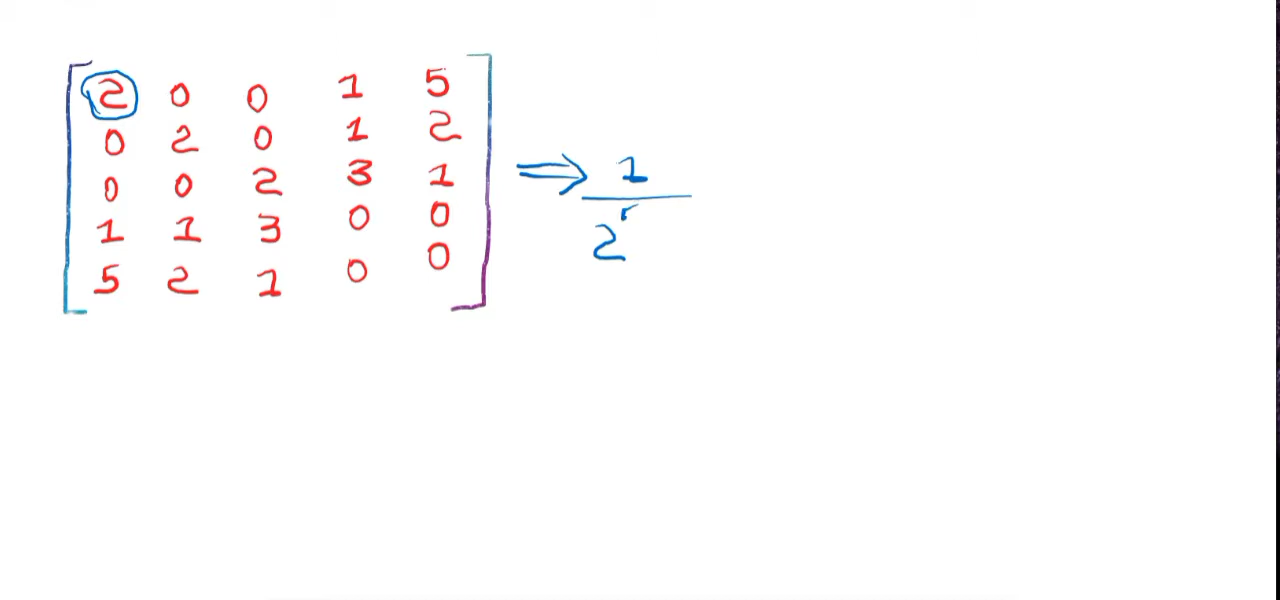 2 0 0 1 5
0 2 0 1 2
0 0 2 3 1 ⇒ 1
1 1 3 0 0
2
5 2 1 0 0